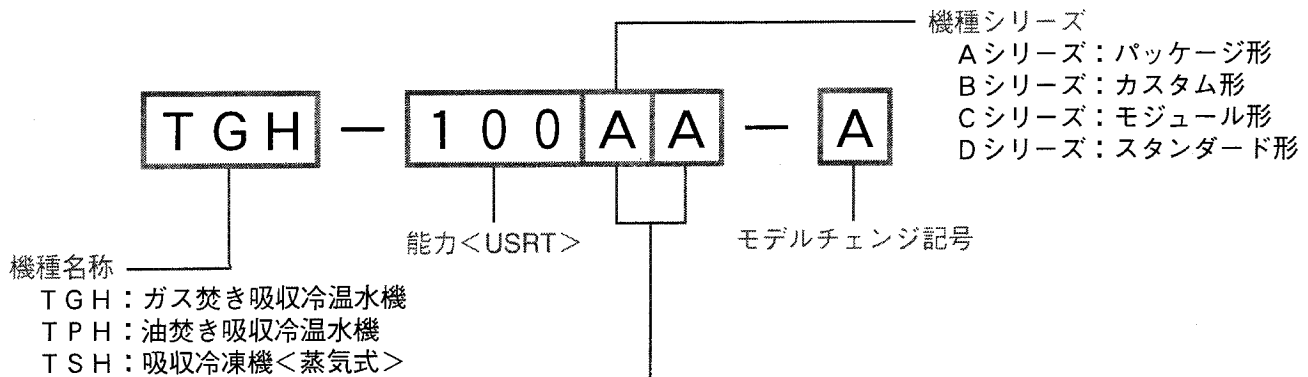 機種シリーズ
Aシリーズ：パッケージ形
Bシリーズ：カスタム形
Cシリーズ：モジュール形
Dシリーズ：スタンダード形
TGH － 100AA － A
能力＜USRT＞
モデルチェンジ記号
機種名称
TGH：ガス焚き吸収冷温水機
TPH：油焚き吸収冷温水機
TSH：吸収冷凍機＜蒸気式＞